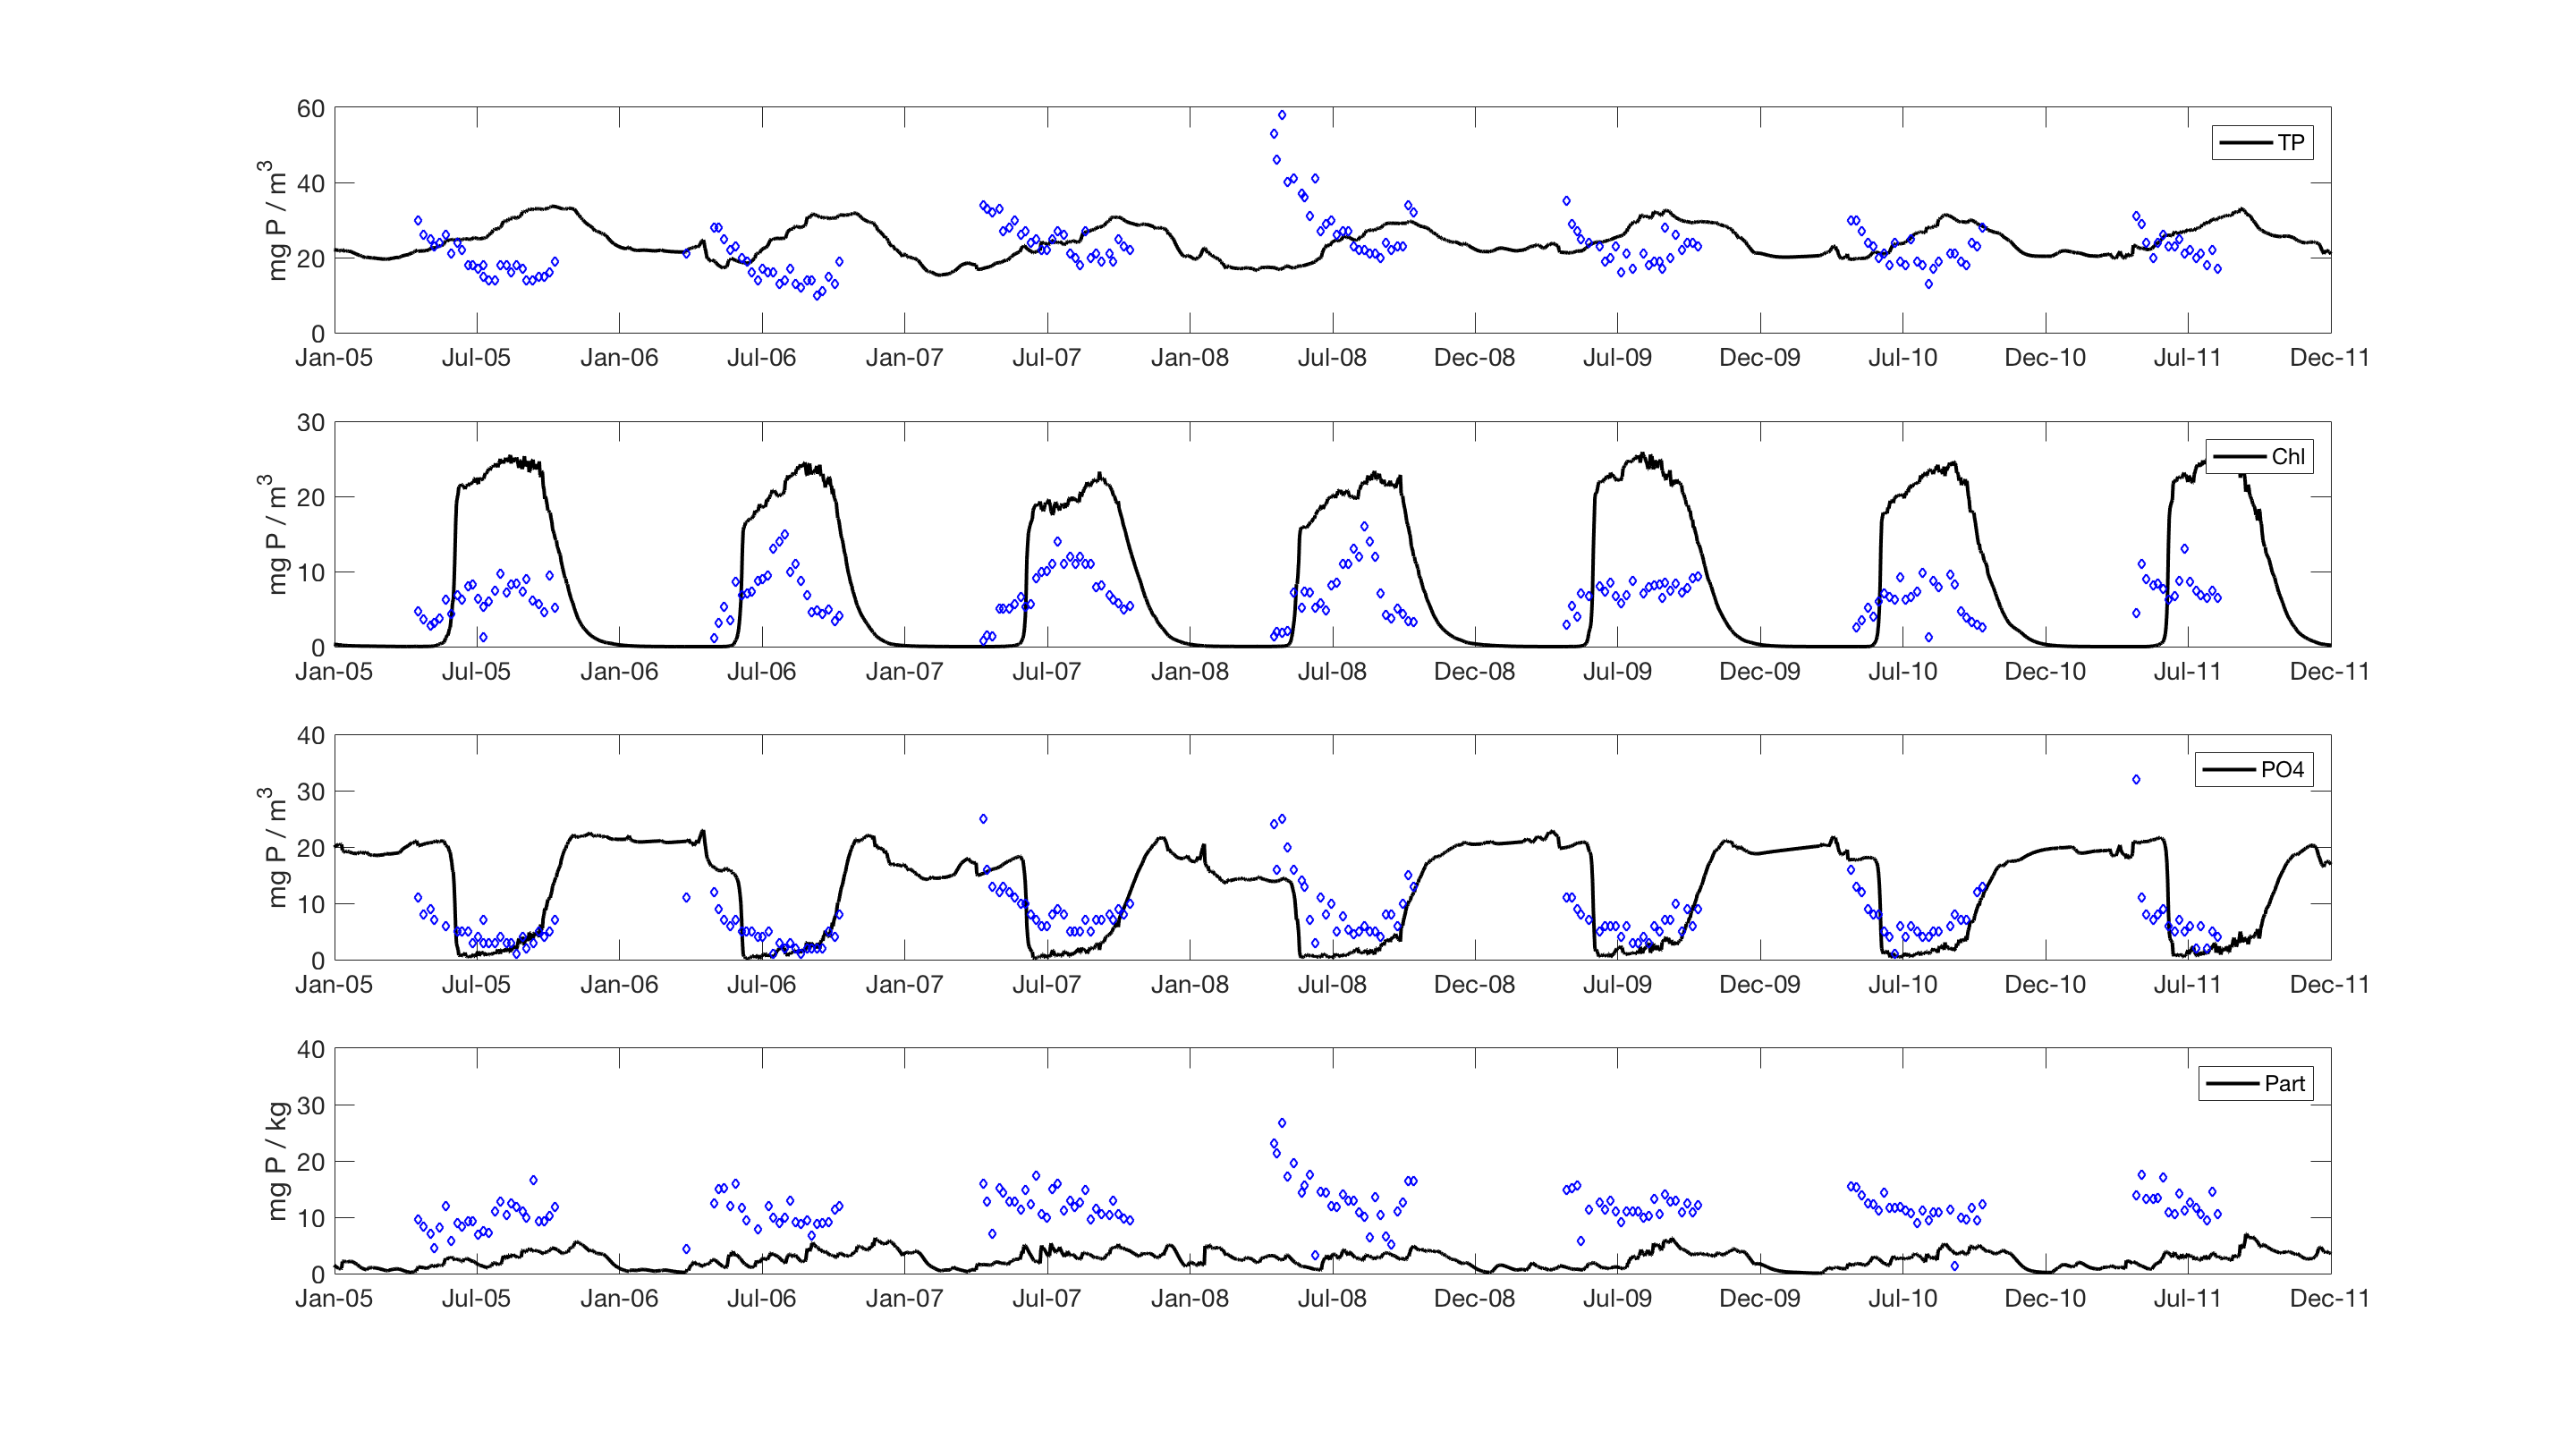 60
40
20
0
mg P / m3
TP
Jan-05 Jul-05 Jan-06 Jul-06 Jan-07 Jul-07 Jan-08 Jul-08 Dec-08 Jul-09 Dec-09 Jul-10 Dec-10 Jul-11 Dec-11
30
20
10
0
mg P / m3
Chl
Jan-05 Jul-05 Jan-06 Jul-06 Jan-07 Jul-07 Jan-08 Jul-08 Dec-08 Jul-09 Dec-09 Jul-10 Dec-10 Jul-11 Dec-11
40
30
20
10
0
mg P / m3
PO4
Jan-05 Jul-05 Jan-06 Jul-06 Jan-07 Jul-07 Jan-08 Jul-08 Dec-08 Jul-09 Dec-09 Jul-10 Dec-10 Jul-11 Dec-11
40
30
20
10
0
mg P / kg
Part
Jan-05 Jul-05 Jan-06 Jul-06 Jan-07 Jul-07 Jan-08 Jul-08 Dec-08 Jul-09 Dec-09 Jul-10 Dec-10 Jul-11 Dec-11